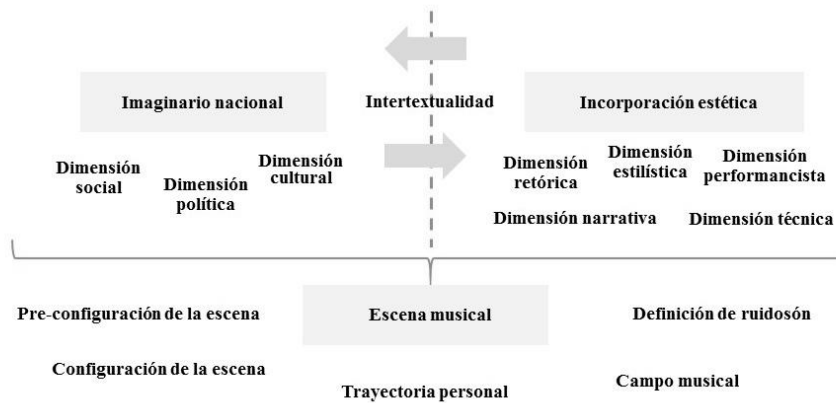 Imaginario nacional
Intertextualidad
Incorporación estética
Dimensión
social
Dimensión
política
Dimensión
cultural
Dimensión
retórica
Dimensión
estilística
Dimensión
performancista
Dimensión narrativa
Dimensión técnica
Pre-configuración de la escena
Escena musical
Definición de ruidosón
Configuración de la escena
Trayectoria personal
Campo musical